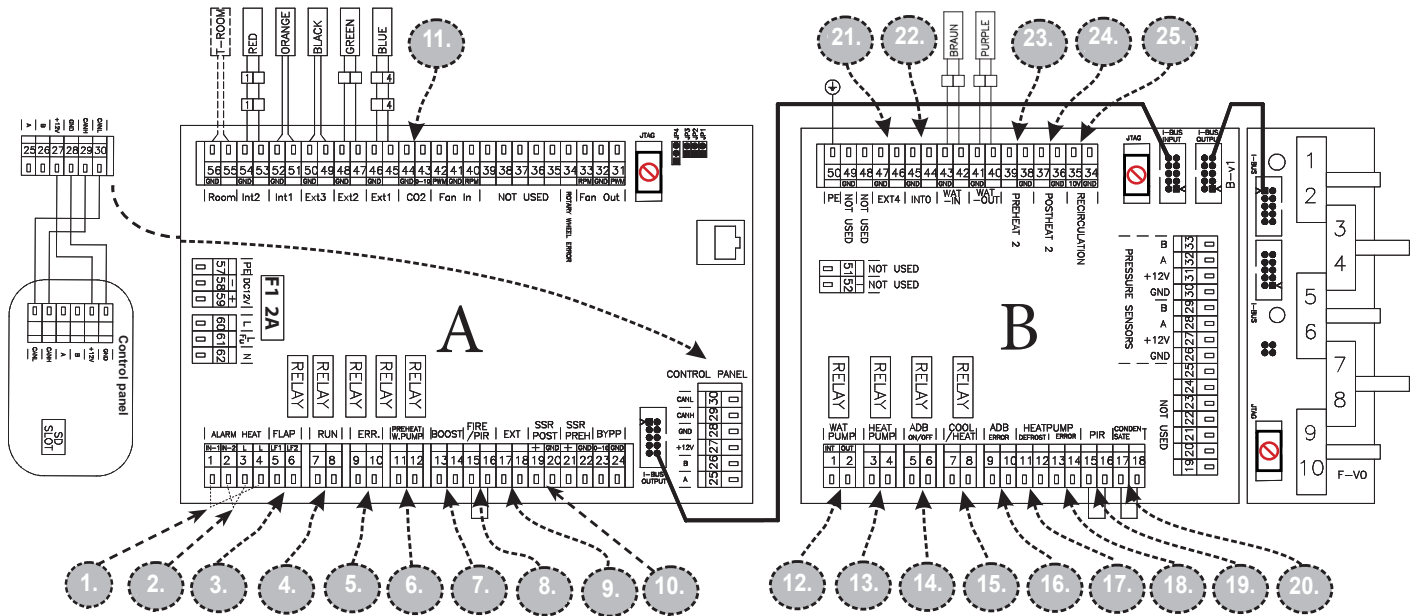 T-ROOM
RED
ORANGE
BLACK
GREEN
BLUE
11.
1 4
1 4
21. 22. BRAUN PURPLE 23. 24. 25.
A B +12V GND CANH CANL
25 26 27 28 29 30
JTAG
JP3 JP2 JP1
56 55 54 53 52 51 50 49 48 47 46 45 44 43 42 41 40 39 38 37 36 35 34 33 32 31
GND GND GND GND GND GND GND 0-10 PWM GND RPM RPM GND PWM
Room Int2 Int1 Ext3 Ext2 Ext1 CO2 Fan In NOT USED ROTARY WHEEL ERROR Fan Out
57 58 59
PE DC12V - +
F1 2A
60 61 62
L L N
Fu
A
RELAY RELAY RELAY RELAY RELAY
CONTROL PANEL
CANL 30
CANH 29
GND 28
+12V 27
B 26
A 25
I-BUS
OUTPUT
ALARM HEAT FLAP RUN ERR. PREHEAT W.PUMP BOOST FIRE /PIR EXT SSR POST SSR PREH BYPP
IN-1 IN-2 L L LF1 LF2 + GND + GND 0-10 GND
1 2 3 4 5 6 7 8 9 10 11 12 13 14 15 16 17 18 19 20 21 22 23 24
1. 2. 3. 4. 5. 6. 7. 8. 9. 10.
CANL CANH A B +12V GND
Control panel
SD
SLOT
50 49 48 47 46 45 44 43 42 41 40 39 38 37 36 35 34
GND GND GND GND GND GND GND 10V GND
PE NOT USED NOT USED EXT4 INT0 WAT -IN WAT -OUT PREHEAT 2 POSTHEAT 2 RECIRCULATION
JTAG
I-BUS
INPUT
I-BUS
OUTPUT
B-v1
51 NOT USED
52 NOT USED
B
PRESSURE SENSORS
B 33
A 32
+12V 31
GND 30
B 29
A 28
+12V 27
GND 26
25
24
NOT USED
23
22
21
20
19
RELAY RELAY RELAY RELAY
WAT PUMP HEAT PUMP ADB ON/OFF COOL /HEAT ADB ERROR HEATPUMP DEFROST ERROR PIR CONDEN SATE
INT OUT
1 2 3 4 5 6 7 8 9 10 11 12 13 14 15 16 17 18
12. 13. 14. 15. 16. 17. 18. 19. 20.
I-BUS
I-BUS
JTAG
1
2
3
4
5
6
7
8
9
10
F-V0